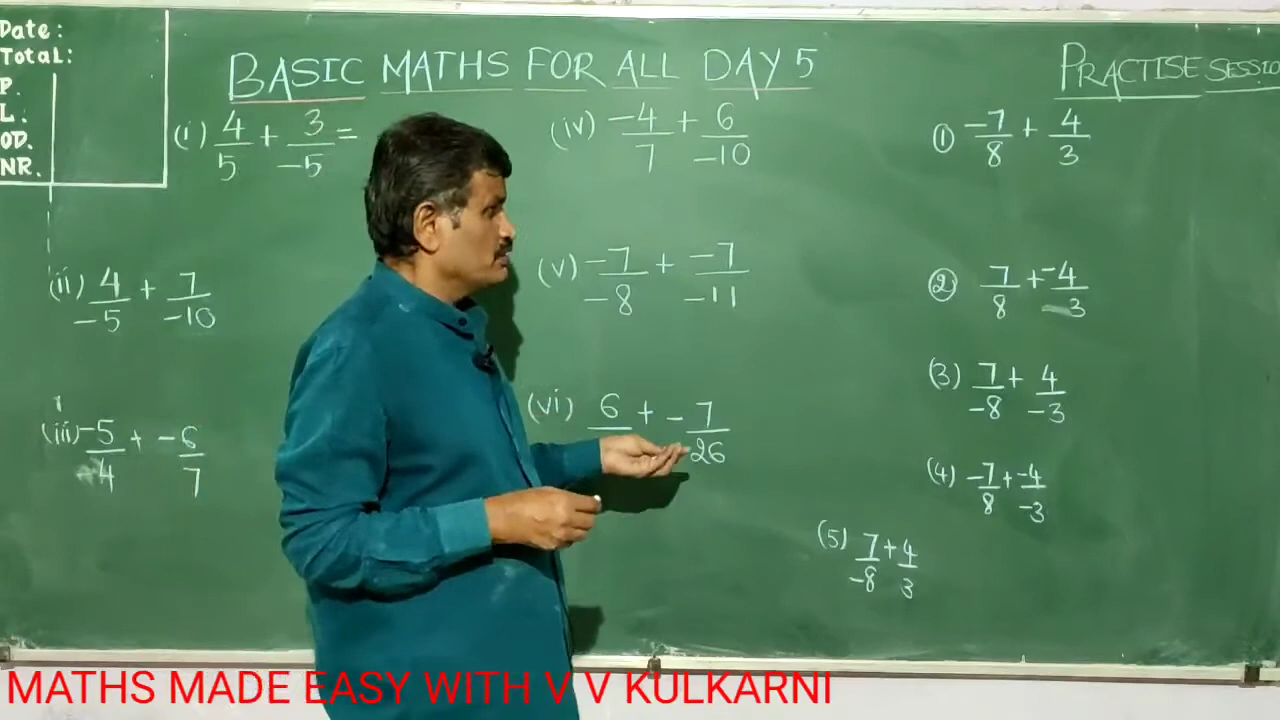 Date:
Total:
P.
L:
OD.
NR.
BASIC MATHS FOR ALL DAY 5
PRACTISE SESSIO
(i) 4/5 + 3/-5 =
(iv) -4/7 + 6/-10
① -7/8 + 4/3
(ii) 4/-5 + 7/-10
(v) -7/-8 + -7/-11
② 7/8 + -4/3
(iii) -5/4 + -6/7
(vi) 6 + -7/-26
(3) 7/-8 + 4/-3
(4) -7/8 + -4/-3
(5) 7/-8 + 4/3
MATHS MADE EASY WITH V V KULKARNI